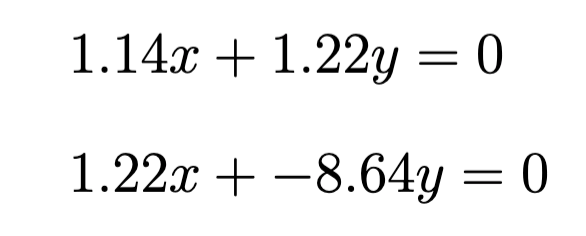 1.14x + 1.22y = 0
1.22x + −8.64y = 0